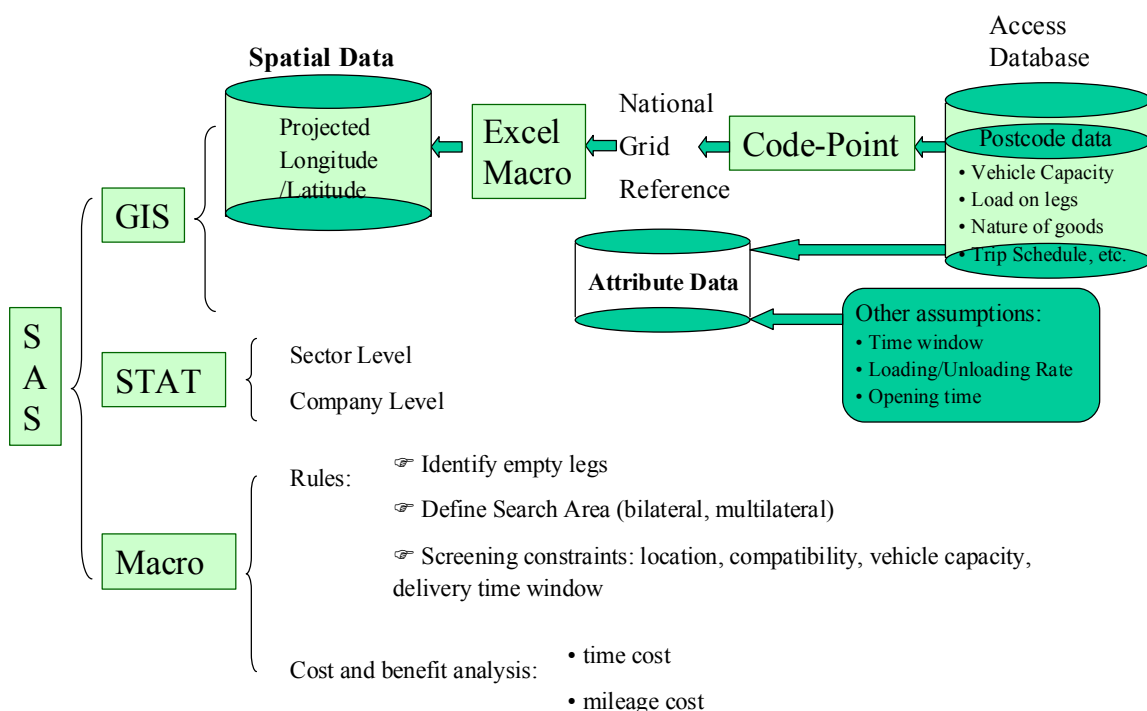 Access
Database
Spatial Data
Projected
Longitude
/Latitude
Excel
Macro
National
Grid
Reference
Code-Point
Postcode data
• Vehicle Capacity
• Load on legs
• Nature of goods
• Trip Schedule, etc.
GIS
Attribute Data
Other assumptions:
• Time window
• Loading/Unloading Rate
• Opening time
S
A
S
STAT
Sector Level
Company Level
Macro
Rules:
☞ Identify empty legs
☞ Define Search Area (bilateral, multilateral)
☞ Screening constraints: location, compatibility, vehicle capacity,
delivery time window
Cost and benefit analysis:
• time cost
• mileage cost